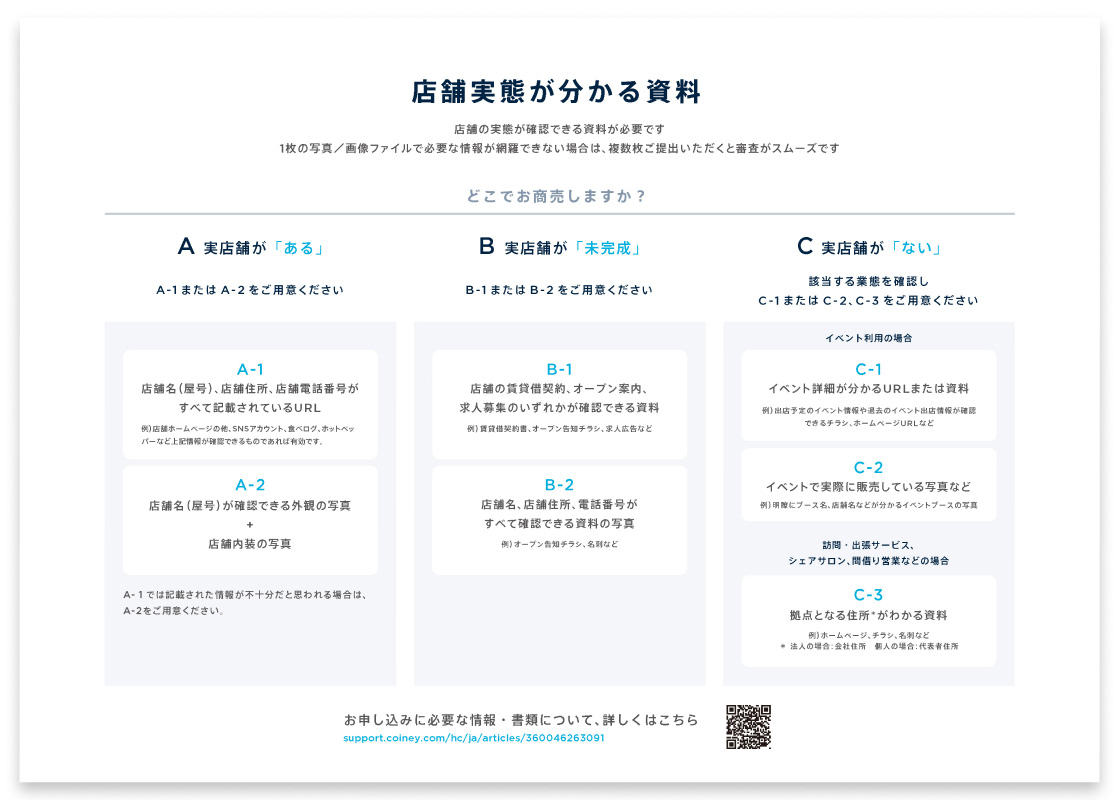 店舗実態が分かる資料
店舗の実態が確認できる資料が必要です
1枚の写真／画像ファイルで必要な情報が網羅できない場合は、複数枚ご提出いただくと審査がスムーズです
どこでお商売しますか？
A 実店舗が「ある」
A-1 または A-2 をご用意ください
A-1
店舗名（屋号）、店舗住所、店舗電話番号が
すべて記載されているURL
例）店舗ホームページの他、SNSアカウント、食べログ、ホットペッ
パーなど上記情報が確認できるものであれば有効です。
A-2
店舗名（屋号）が確認できる外観の写真
+
店舗内装の写真
A-1では記載された情報が不十分だと思われる場合は、
A-2をご用意ください。
B 実店舗が「未完成」
B-1 または B-2 をご用意ください
B-1
店舗の賃貸借契約、オープン案内、
求人募集のいずれかが確認できる資料
例）賃貸借契約書、オープン告知チラシ、求人広告など
B-2
店舗名、店舗住所、電話番号が
すべて確認できる資料の写真
例）オープン告知チラシ、名刺など
C 実店舗が「ない」
該当する業態を確認し
C-1 または C-2、C-3 をご用意ください
イベント利用の場合
C-1
イベント詳細が分かるURLまたは資料
例）出店予定のイベント情報や過去のイベント出店情報が確認
できるチラシ、ホームページURLなど
C-2
イベントで実際に販売している写真など
例）明瞭にブース名、店舗名などが分かるイベントブースの写真
訪問・出張サービス、
シェアサロン、間借り営業などの場合
C-3
拠点となる住所*がわかる資料
例）ホームページ、チラシ、名刺など
* 法人の場合：会社住所　個人の場合：代表者住所
お申し込みに必要な情報・書類について、詳しくはこちら
support.coiney.com/hc/ja/articles/360046263091